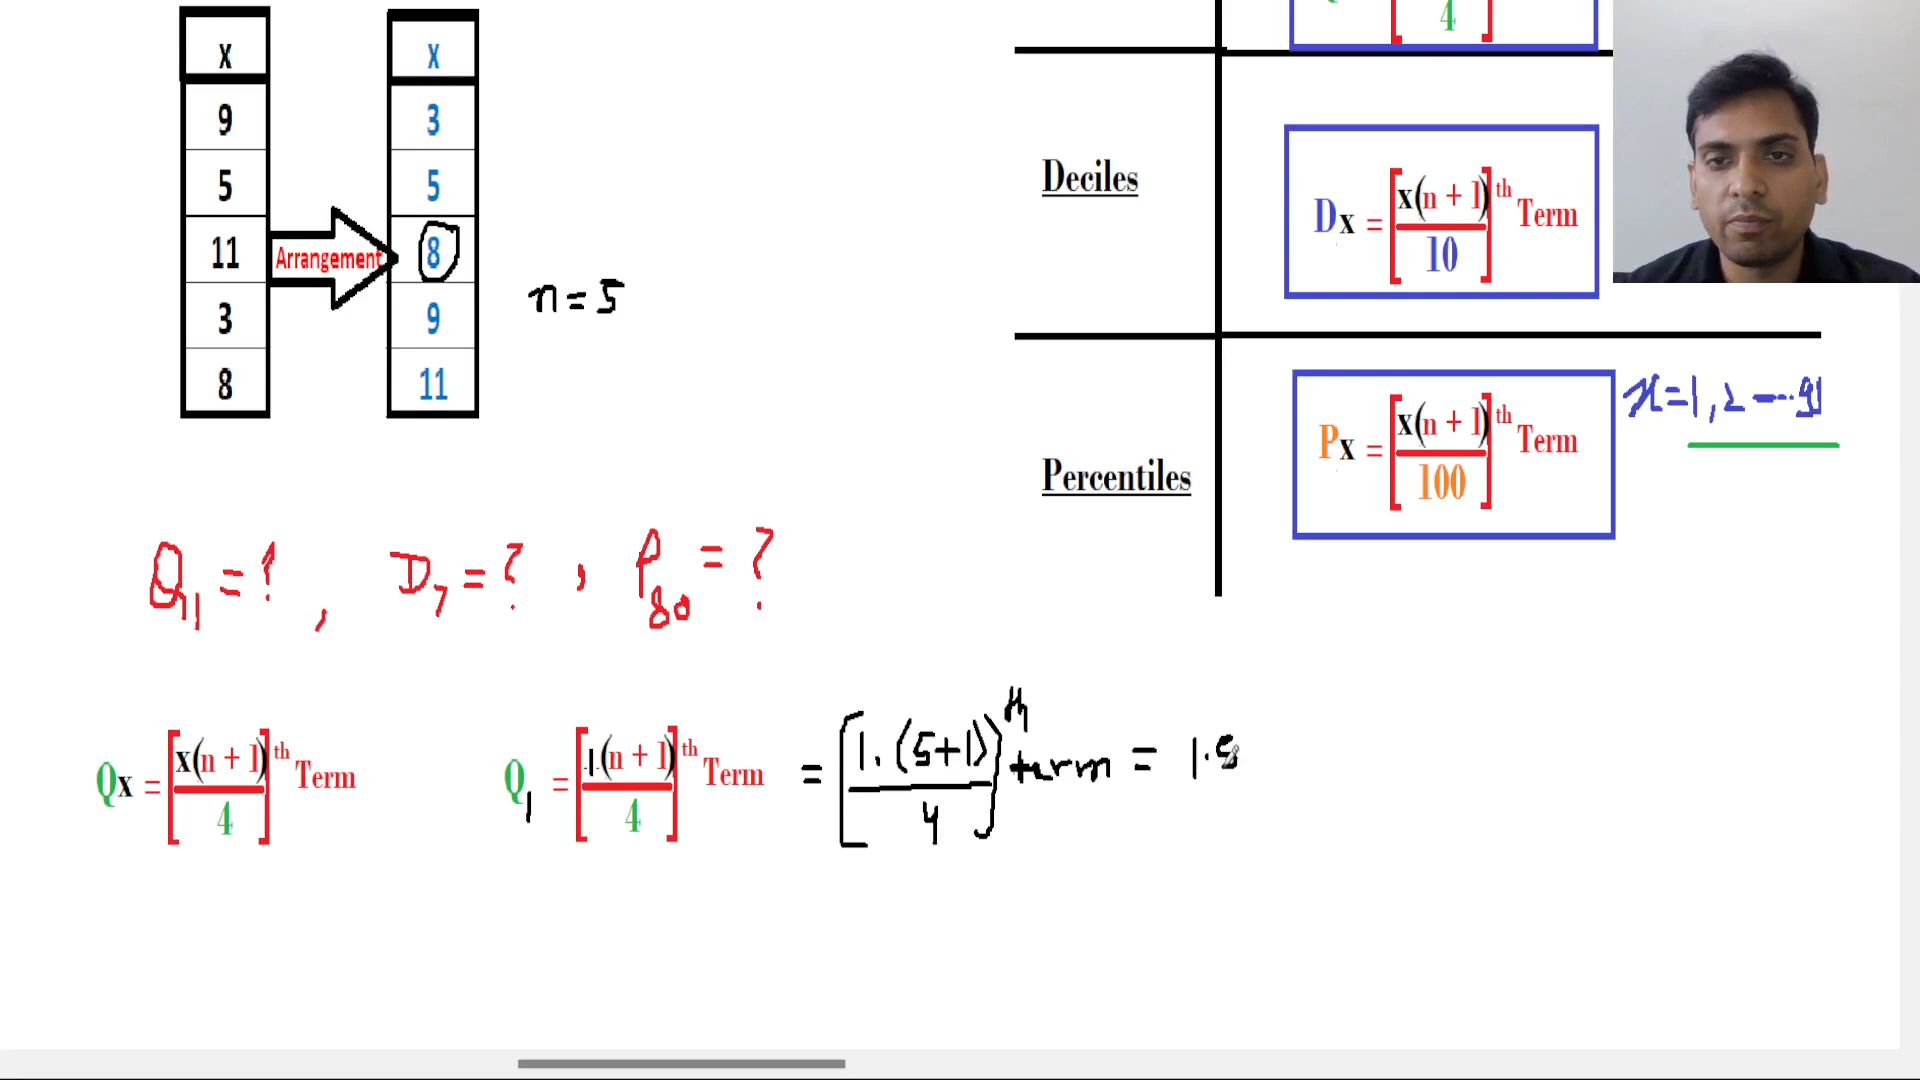 x
9
5
11
3
8
Arrangement
x
3
5
8
9
11
n = 5
4
Deciles
Dx = [x(n + 1)/10]th Term
Percentiles
Px = [x(n + 1)/100]th Term
x = 1, 2 ---
Q1 = ? , D7 = ? , P80 = ?
Qx = [x(n + 1)/4]th Term
Q1 = [1.(n + 1)/4]th Term = [1.(5+1)/4]th term = 1.5